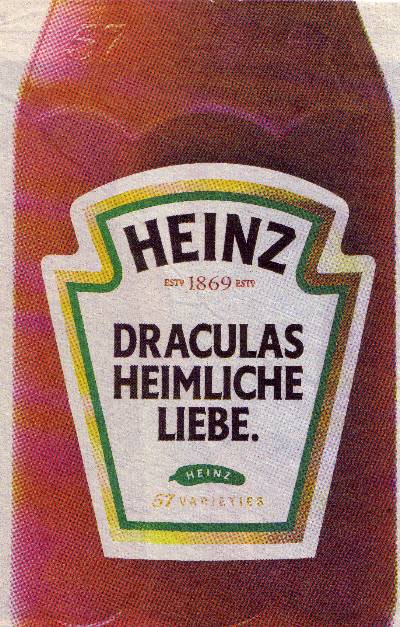 57
HEINZ
ESTD 1869 ESTD
DRACULAS
HEIMLICHE
LIEBE.
HEINZ
57 VARIETIES